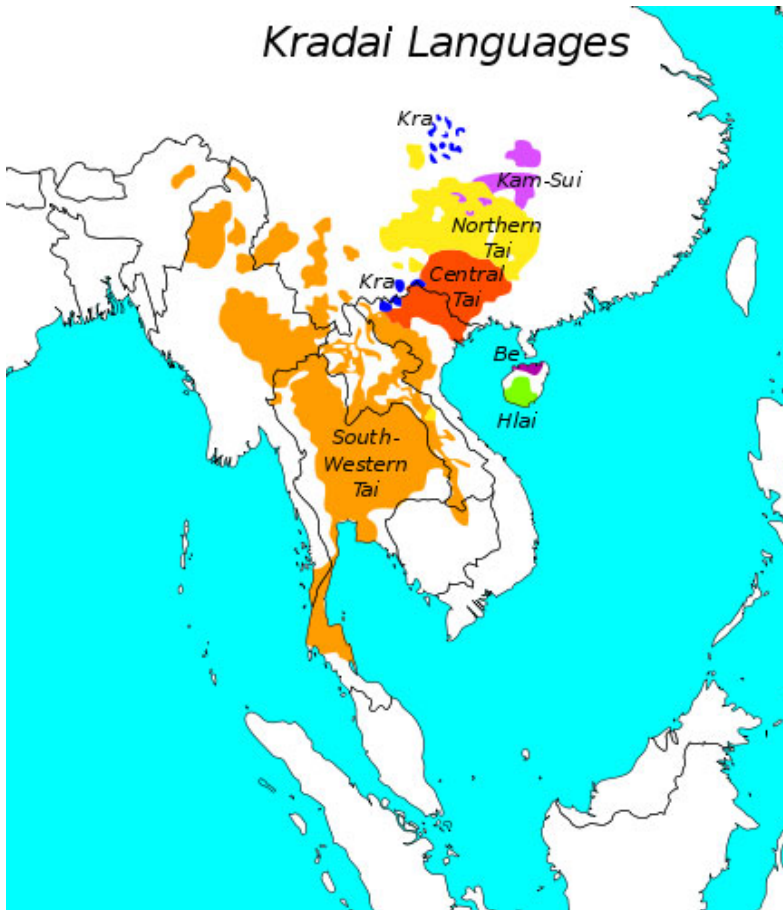 Kradai Languages
Kra
Kam-Sui
Northern
Tai
Central
Tai
Kra
Be
Hlai
South-
Western
Tai